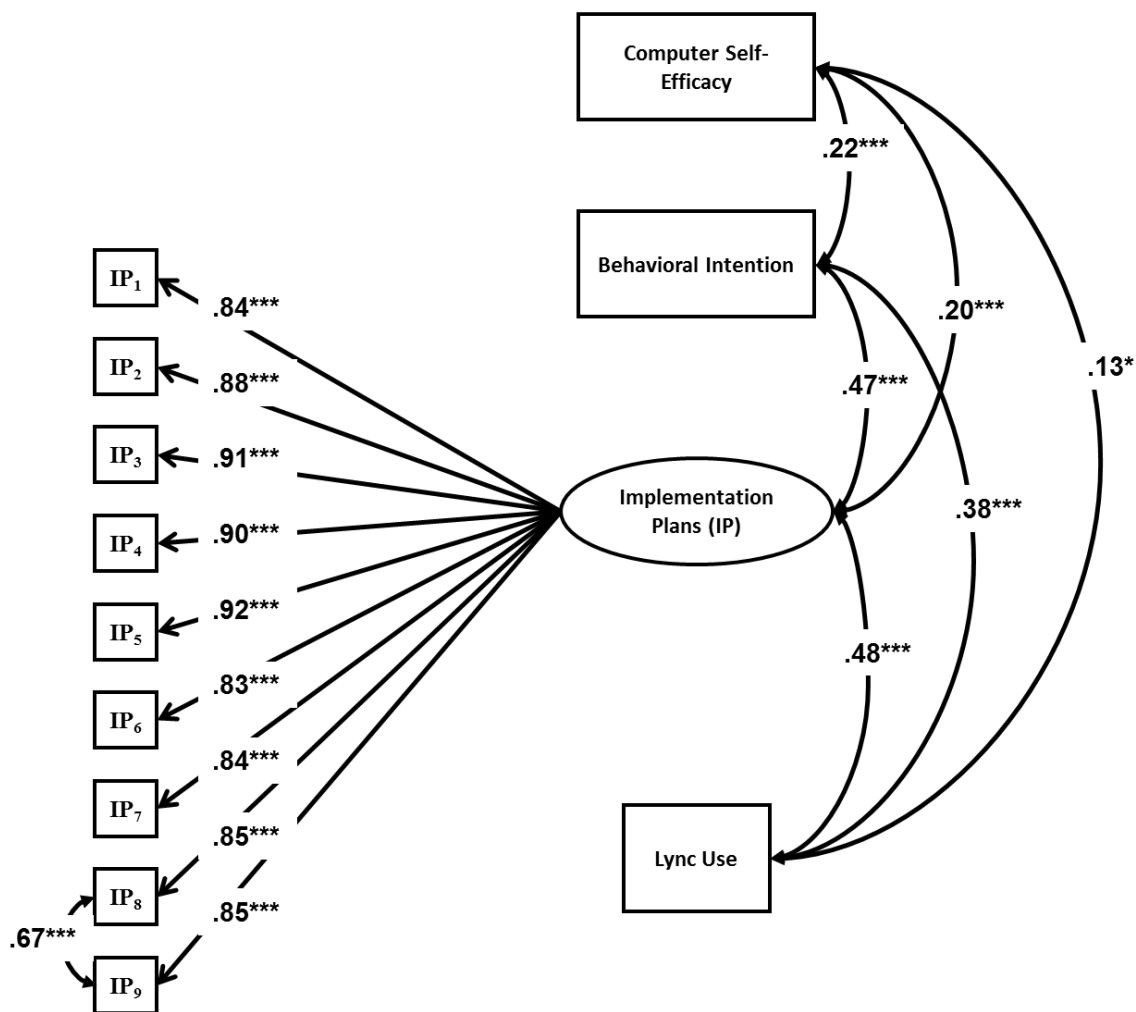 Computer Self-
Efficacy
.22***
Behavioral Intention
IP1
.84***
.20***
IP2
.88***
.47***
.13*
IP3
.91***
Implementation
Plans (IP)
.38***
IP4
.90***
IP5
.92***
.48***
IP6
.83***
IP7
.84***
.85***
Lync Use
IP8
.85***
.67***
IP9